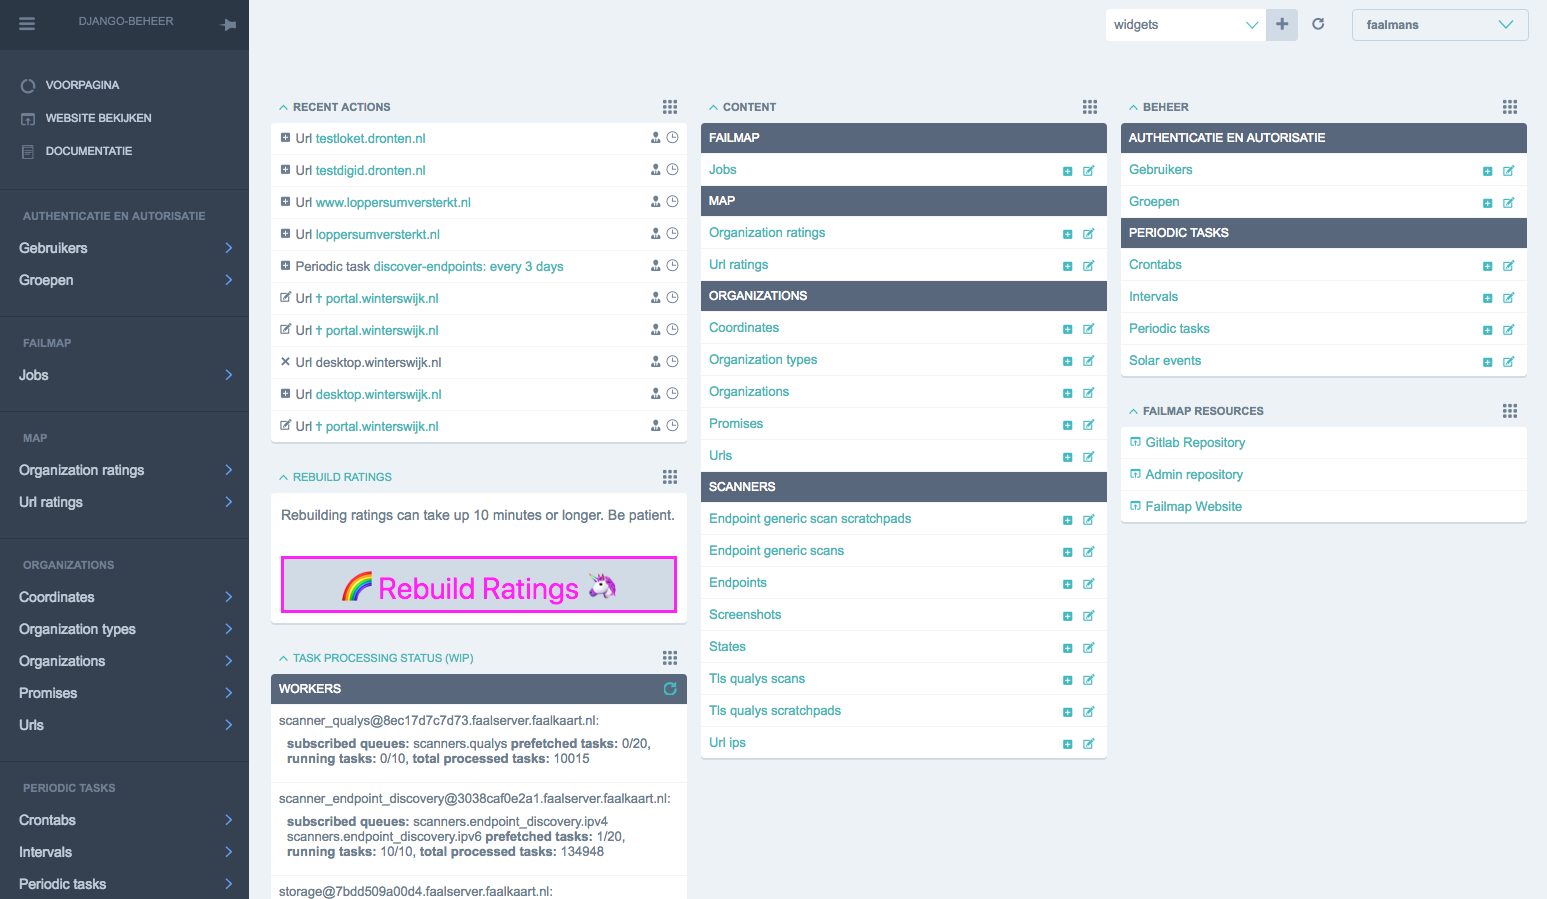 DJANGO-BEHEER
VOORPAGINA
WEBSITE BEKIJKEN
DOCUMENTATIE
AUTHENTICATIE EN AUTORISATIE
Gebruikers
Groepen
FAILMAP
Jobs
MAP
Organization ratings
Url ratings
ORGANIZATIONS
Coordinates
Organization types
Organizations
Promises
Urls
PERIODIC TASKS
Crontabs
Intervals
Periodic tasks
widgets
faalmans
RECENT ACTIONS
Url testloket.dronten.nl
Url testdigid.dronten.nl
Url www.loppersumversterkt.nl
Url loppersumversterkt.nl
Periodic task discover-endpoints: every 3 days
Url † portal.winterswijk.nl
Url † portal.winterswijk.nl
Url desktop.winterswijk.nl
Url desktop.winterswijk.nl
Url † portal.winterswijk.nl
REBUILD RATINGS
Rebuilding ratings can take up 10 minutes or longer. Be patient.
🌈 Rebuild Ratings 🦄
TASK PROCESSING STATUS (WIP)
WORKERS
scanner_qualys@8ec17d7c7d73.faalserver.faalkaart.nl:
subscribed queues: scanners.qualys prefetched tasks: 0/20,
running tasks: 0/10, total processed tasks: 10015
scanner_endpoint_discovery@3038caf0e2a1.faalserver.faalkaart.nl:
subscribed queues: scanners.endpoint_discovery.ipv4
scanners.endpoint_discovery.ipv6 prefetched tasks: 1/20,
running tasks: 10/10, total processed tasks: 134948
storage@7bdd509a00d4.faalserver.faalkaart.nl:
CONTENT
FAILMAP
Jobs
MAP
Organization ratings
Url ratings
ORGANIZATIONS
Coordinates
Organization types
Organizations
Promises
Urls
SCANNERS
Endpoint generic scan scratchpads
Endpoint generic scans
Endpoints
Screenshots
States
Tls qualys scans
Tls qualys scratchpads
Url ips
BEHEER
AUTHENTICATIE EN AUTORISATIE
Gebruikers
Groepen
PERIODIC TASKS
Crontabs
Intervals
Periodic tasks
Solar events
FAILMAP RESOURCES
Gitlab Repository
Admin repository
Failmap Website